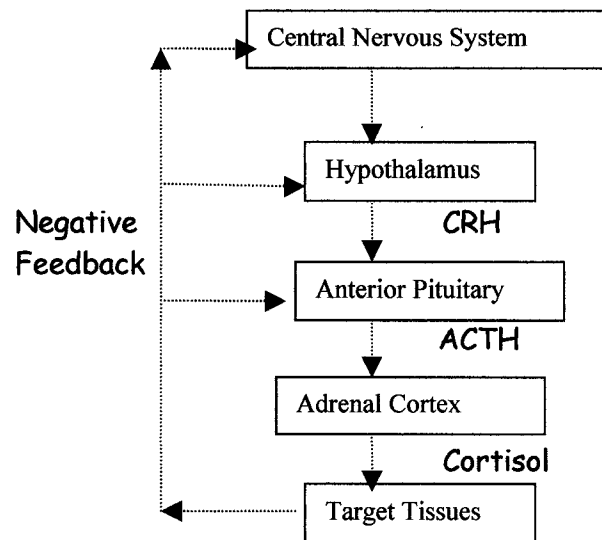 Central Nervous System
Hypothalamus
CRH
Negative
Feedback
Anterior Pituitary
ACTH
Adrenal Cortex
Cortisol
Target Tissues